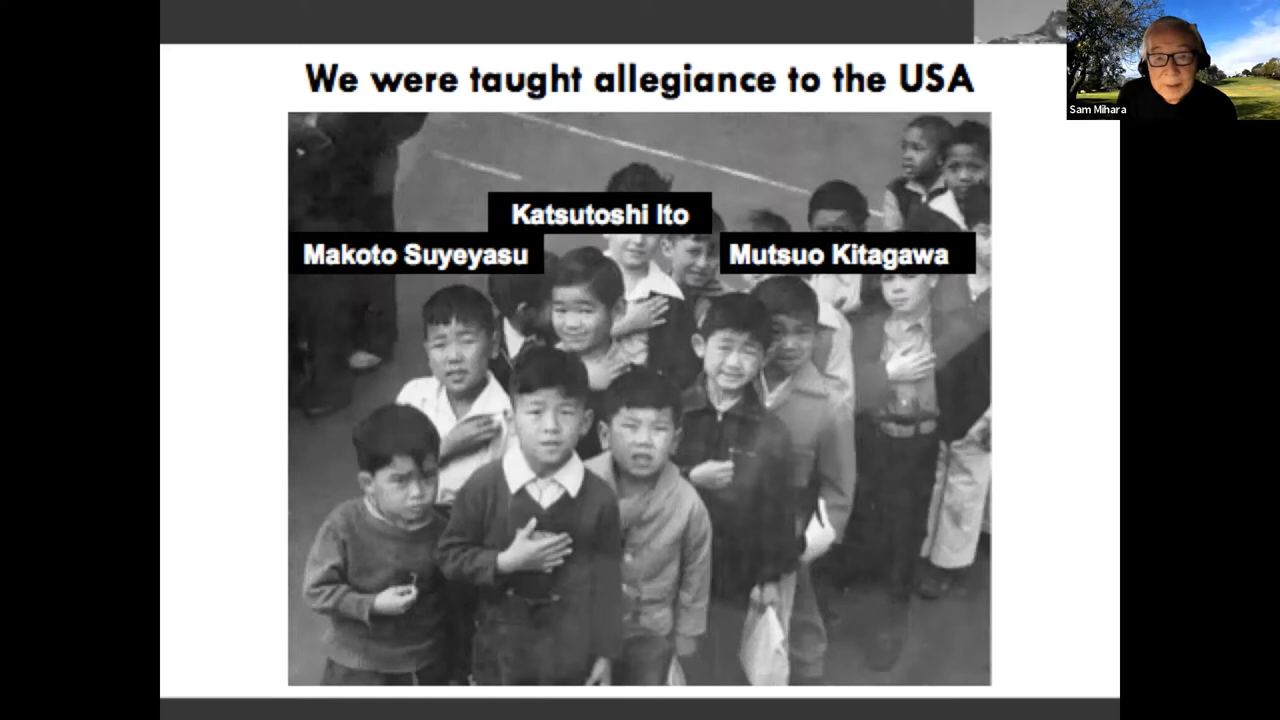 We were taught allegiance to the USA
Sam Mihara
Katsutoshi Ito
Makoto Suyeyasu
Mutsuo Kitagawa